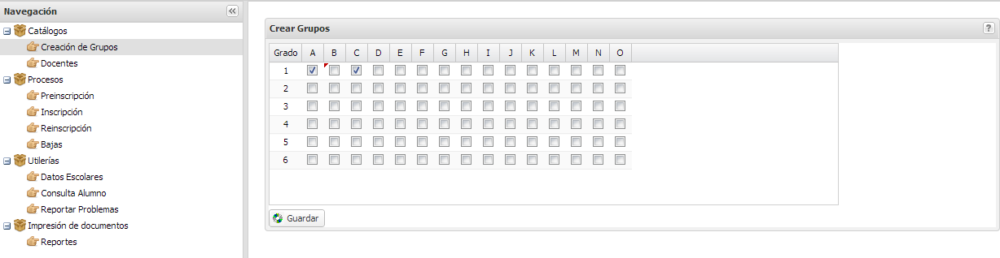 Navegación
Catálogos
Creación de Grupos
Docentes
Procesos
Preinscripción
Inscripción
Reinscripción
Bajas
Utilerías
Datos Escolares
Consulta Alumno
Reportar Problemas
Impresión de documentos
Reportes
Crear Grupos ?
Grado A B C D E F G H I J K L M N O
1
2
3
4
5
6
Guardar